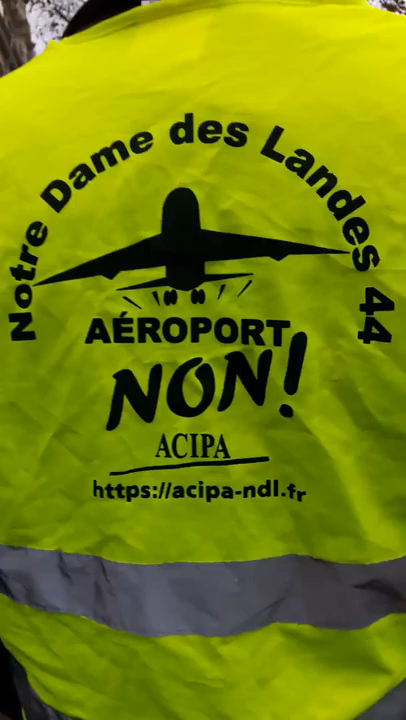 Notre Dame des Landes 44
AÉROPORT
NON!
ACIPA
https://acipa-ndl.fr